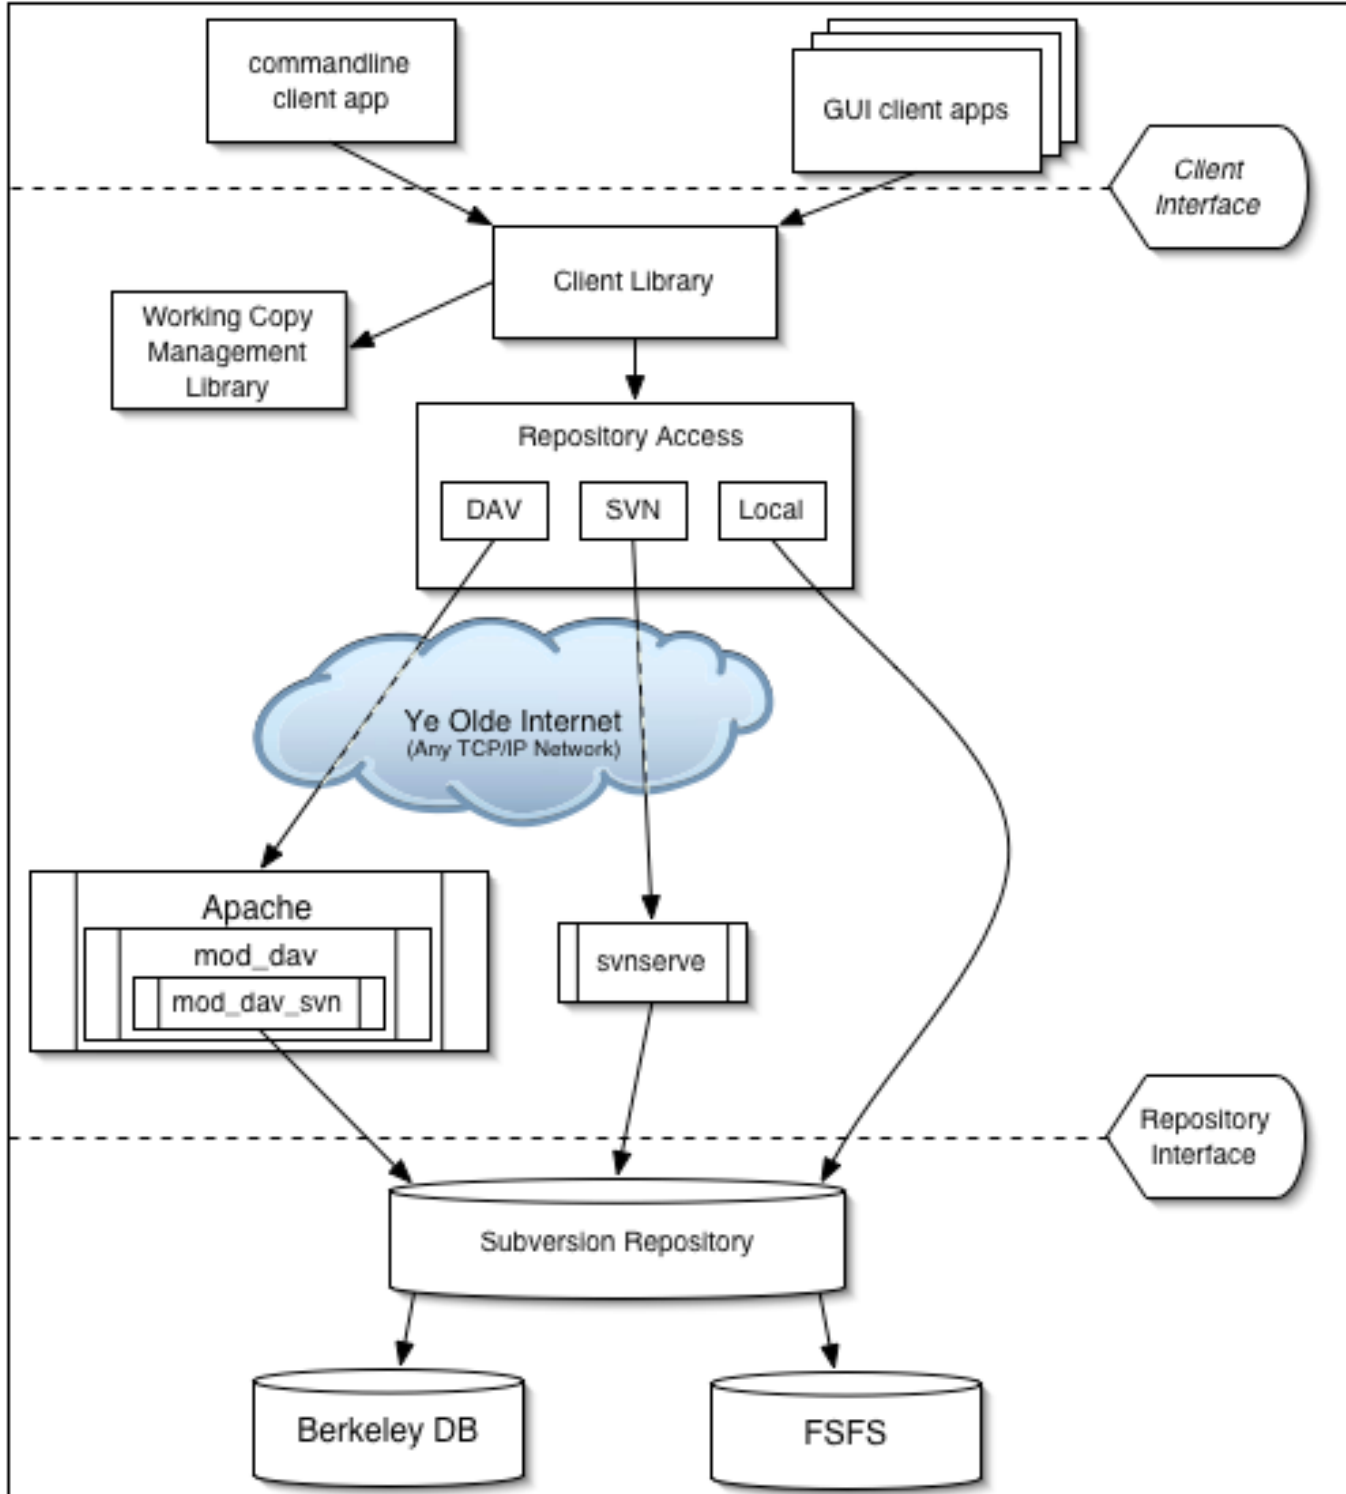 commandline
client app
GUI client apps
Client
Interface
Client Library
Working Copy
Management
Library
Repository Access
DAV
SVN
Local
Ye Olde Internet
(Any TCP/IP Network)
Apache
mod_dav
mod_dav_svn
svnserve
Repository
Interface
Subversion Repository
Berkeley DB
FSFS